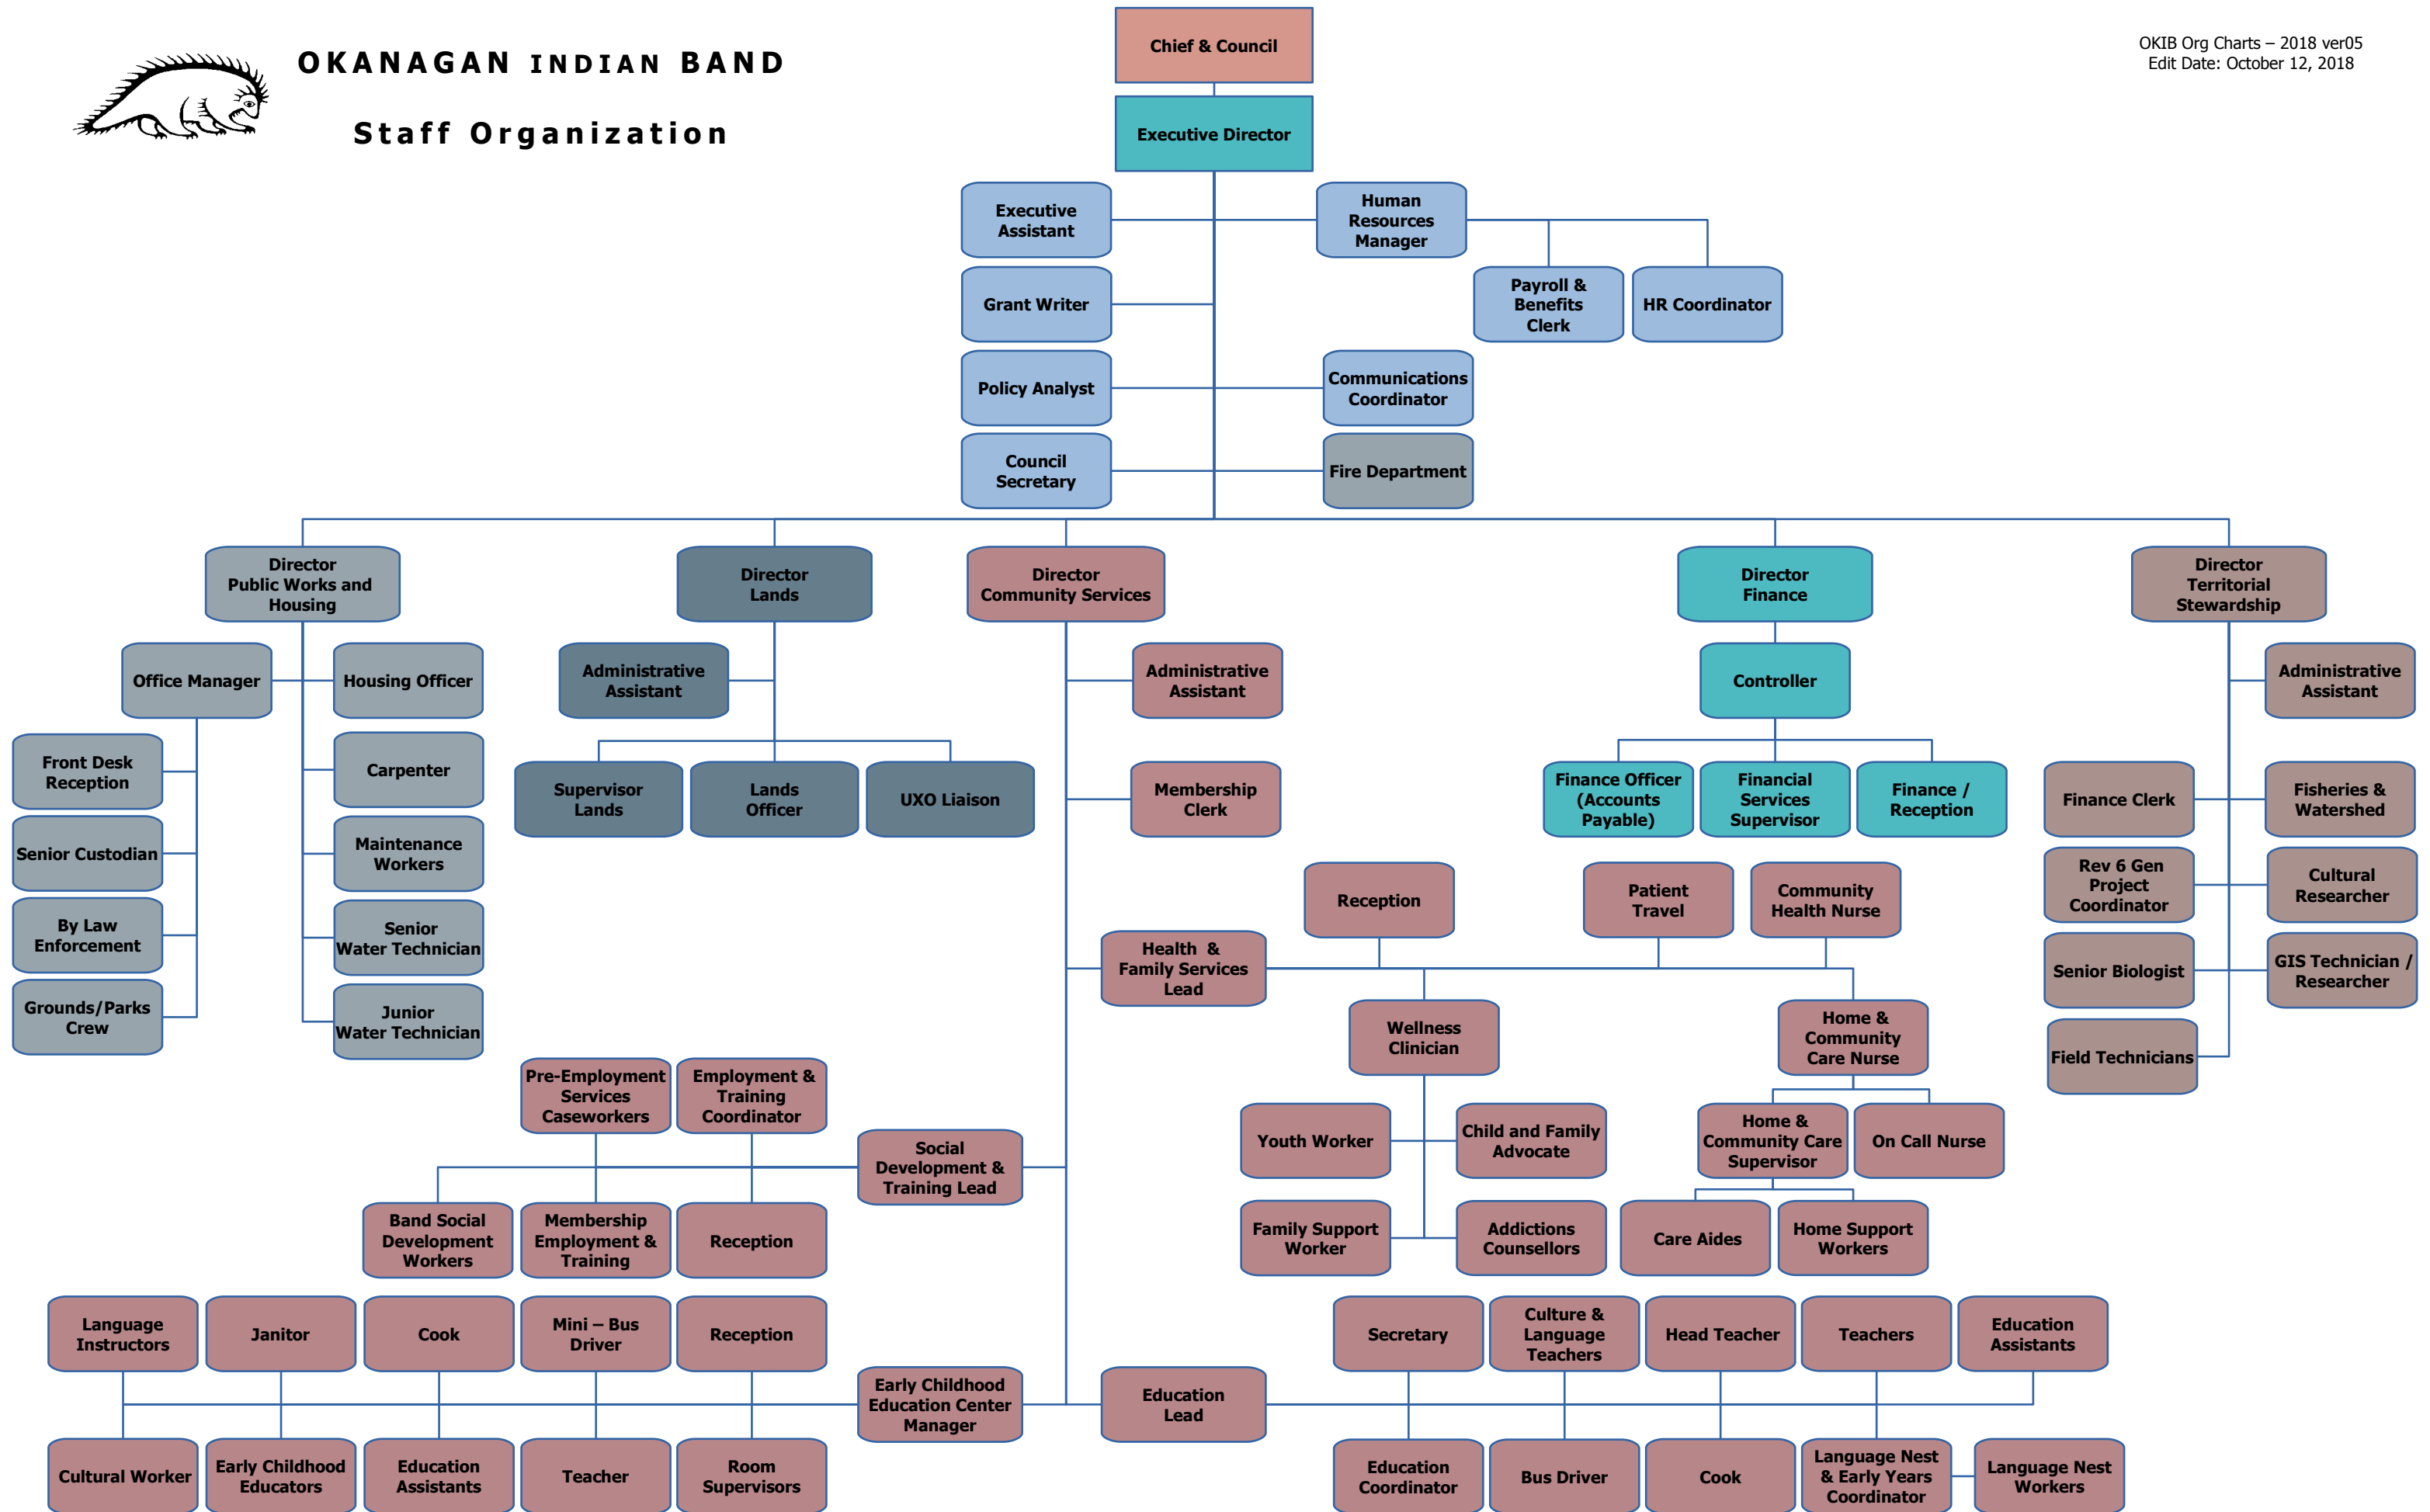 OKANAGAN INDIAN BAND
Staff Organization
OKIB Org Charts – 2018 ver05
Edit Date: October 12, 2018
Chief & Council
Executive Director
Executive
Assistant
Human
Resources
Manager
Grant Writer
Payroll &
Benefits
Clerk
HR Coordinator
Policy Analyst
Communications
Coordinator
Council
Secretary
Fire Department
Director
Public Works and
Housing
Director
Lands
Director
Community Services
Director
Finance
Director
Territorial
Stewardship
Office Manager
Housing Officer
Front Desk
Reception
Carpenter
Senior Custodian
Maintenance
Workers
By Law
Enforcement
Senior
Water Technician
Grounds/Parks
Crew
Junior
Water Technician
Administrative
Assistant
Supervisor
Lands
Lands
Officer
UXO Liaison
Administrative
Assistant
Membership
Clerk
Controller
Finance Officer
(Accounts
Payable)
Financial
Services
Supervisor
Finance /
Reception
Administrative
Assistant
Finance Clerk
Fisheries &
Watershed
Rev 6 Gen
Project
Coordinator
Cultural
Researcher
Senior Biologist
GIS Technician /
Researcher
Field Technicians
Reception
Patient
Travel
Community
Health Nurse
Health &
Family Services
Lead
Wellness
Clinician
Home &
Community
Care Nurse
Youth Worker
Child and Family
Advocate
Home &
Community Care
Supervisor
On Call Nurse
Family Support
Worker
Addictions
Counsellors
Care Aides
Home Support
Workers
Pre-Employment
Services
Caseworkers
Employment &
Training
Coordinator
Social
Development &
Training Lead
Band Social
Development
Workers
Membership
Employment &
Training
Reception
Language
Instructors
Janitor
Cook
Mini – Bus
Driver
Reception
Early Childhood
Education Center
Manager
Cultural Worker
Early Childhood
Educators
Education
Assistants
Teacher
Room
Supervisors
Education
Lead
Secretary
Culture &
Language
Teachers
Head Teacher
Teachers
Education
Assistants
Education
Coordinator
Bus Driver
Cook
Language Nest
& Early Years
Coordinator
Language Nest
Workers